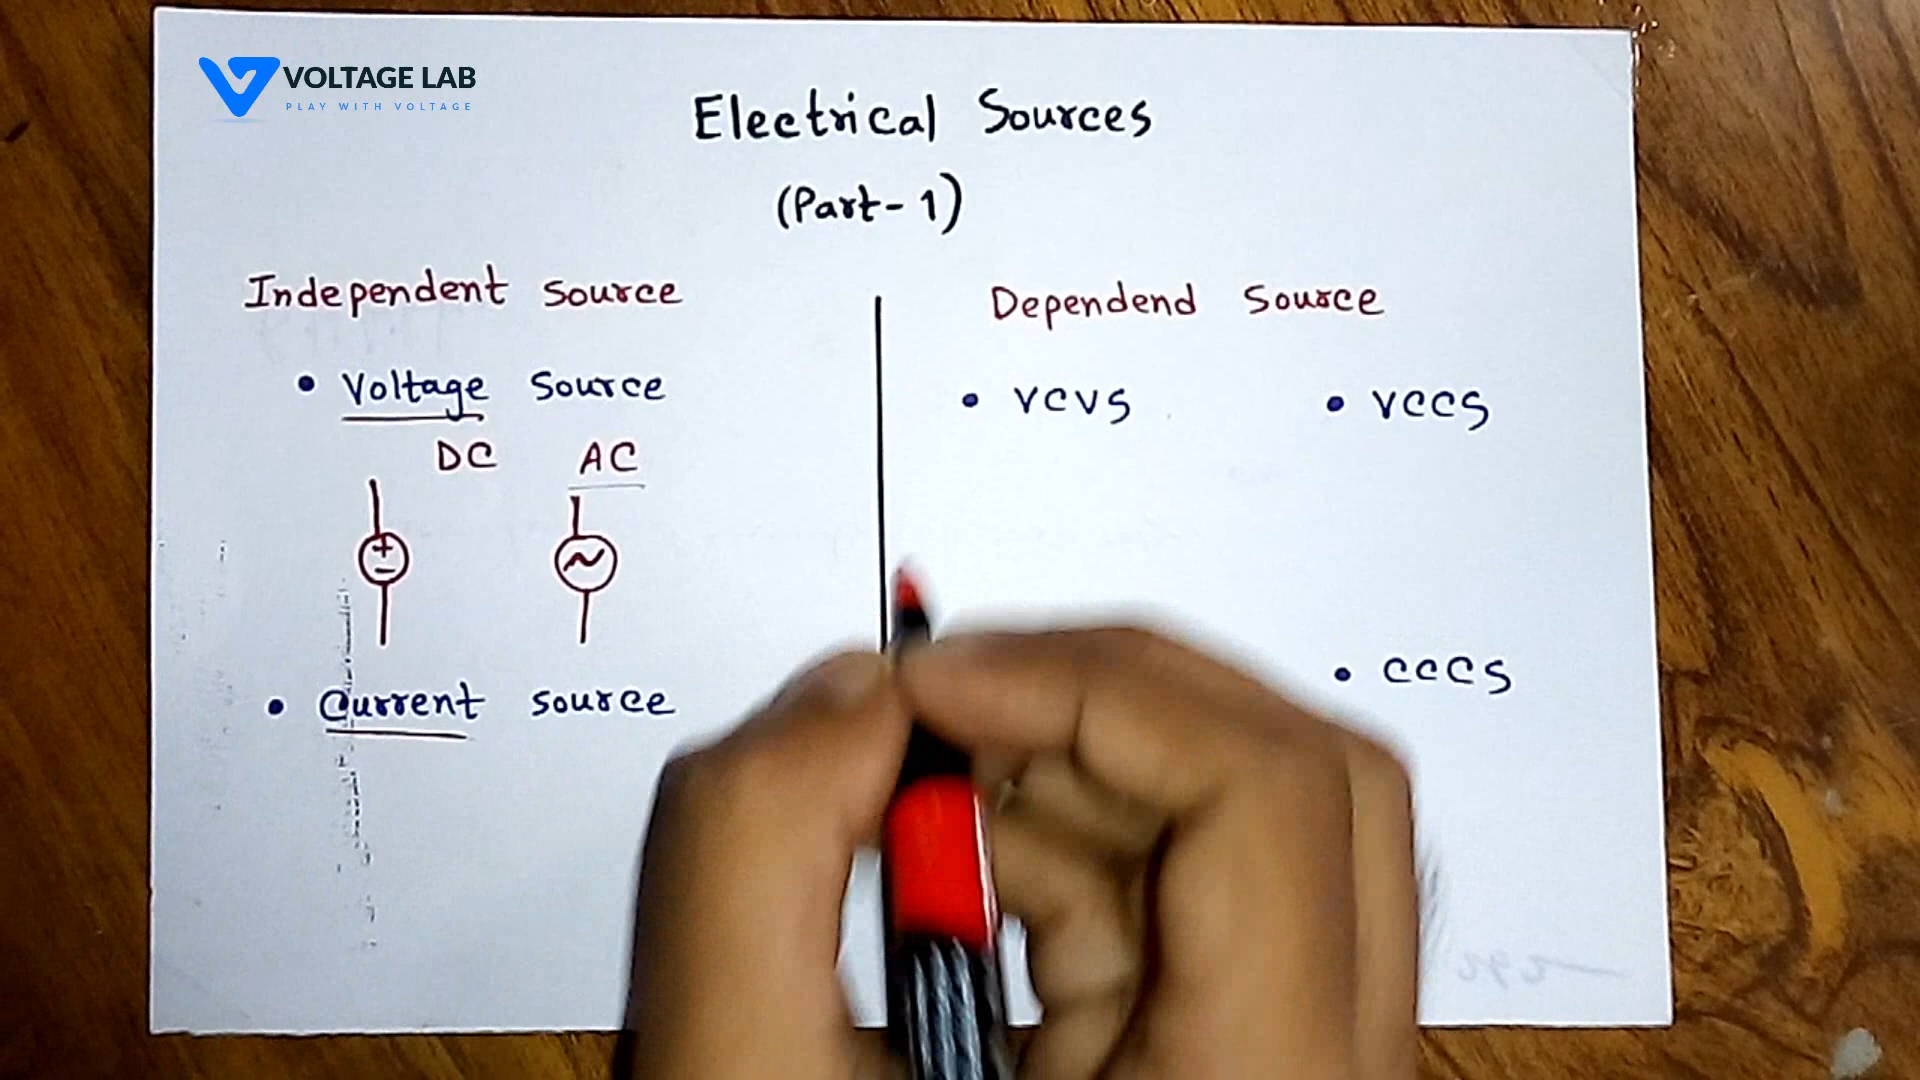 VOLTAGE LAB
PLAY WITH VOLTAGE
Electrical Sources
(Part-1)
Independent Source
• Voltage Source
DC AC
+
-
~
• Current Source
Dependend Source
• VCVS • VCCS
• CCCS